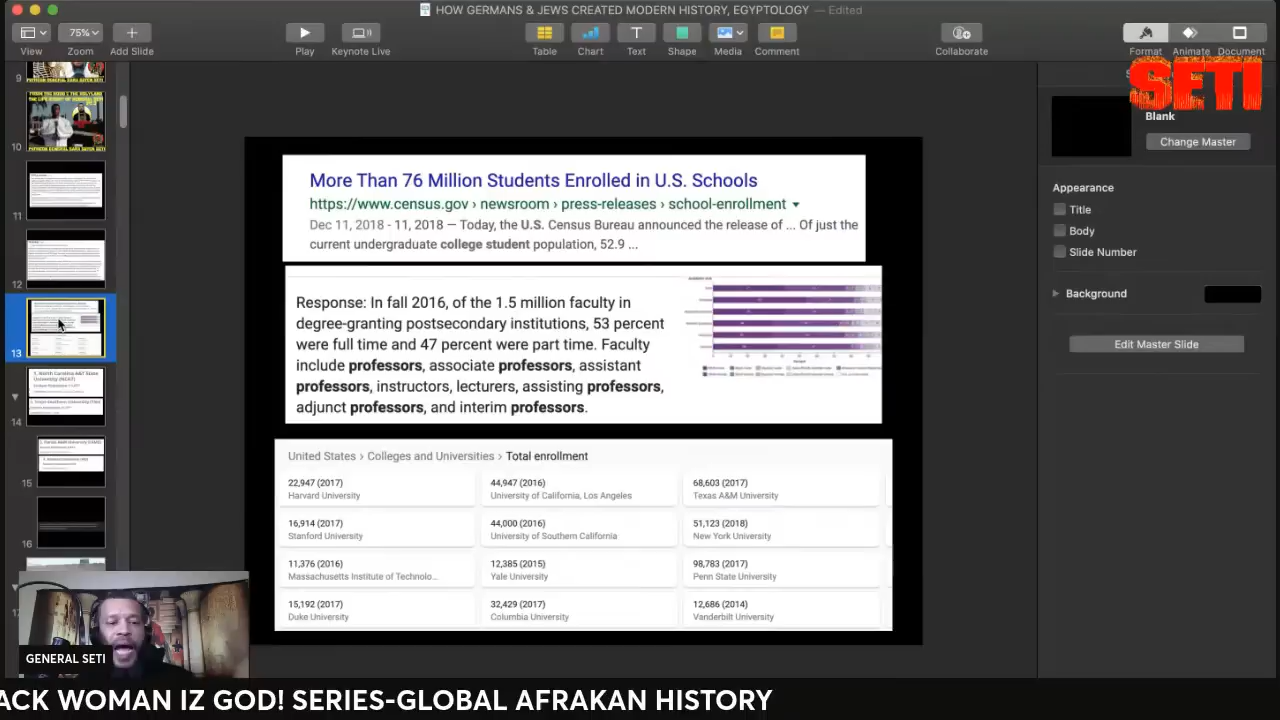 HOW GERMANS & JEWS CREATED MODERN HISTORY, EGYPTOLOGY — Edited
75%
View
Zoom
Add Slide
Play
Keynote Live
Table
Chart
Text
Shape
Media
Comment
Collaborate
Format
Animate
Document
SETI
9
10
11
12
13
14
15
16
More Than 76 Million Students Enrolled in U.S. Schools
https://www.census.gov › newsroom › press-releases › school-enrollment
Dec 11, 2018 - 11, 2018 — Today, the U.S. Census Bureau announced the release of ... Of just the
current undergraduate college student population, 52.9 ...
Response: In fall 2016, of the 1.5 million faculty in
degree-granting postsecondary institutions, 53 percent
were full time and 47 percent were part time. Faculty
include professors, associate professors, assistant
professors, instructors, lecturers, assisting professors,
adjunct professors, and interim professors.
United States › Colleges and Universities › Total enrollment
22,947 (2017)
Harvard University
44,947 (2016)
University of California, Los Angeles
68,603 (2017)
Texas A&M University
16,914 (2017)
Stanford University
44,000 (2016)
University of Southern California
51,123 (2018)
New York University
11,376 (2016)
Massachusetts Institute of Technolo...
12,385 (2015)
Yale University
98,783 (2017)
Penn State University
15,192 (2017)
Duke University
32,429 (2017)
Columbia University
12,686 (2014)
Vanderbilt University
Blank
Change Master
Appearance
Title
Body
Slide Number
Background
Edit Master Slide
GENERAL SETI
ACK WOMAN IZ GOD! SERIES-GLOBAL AFRAKAN HISTORY